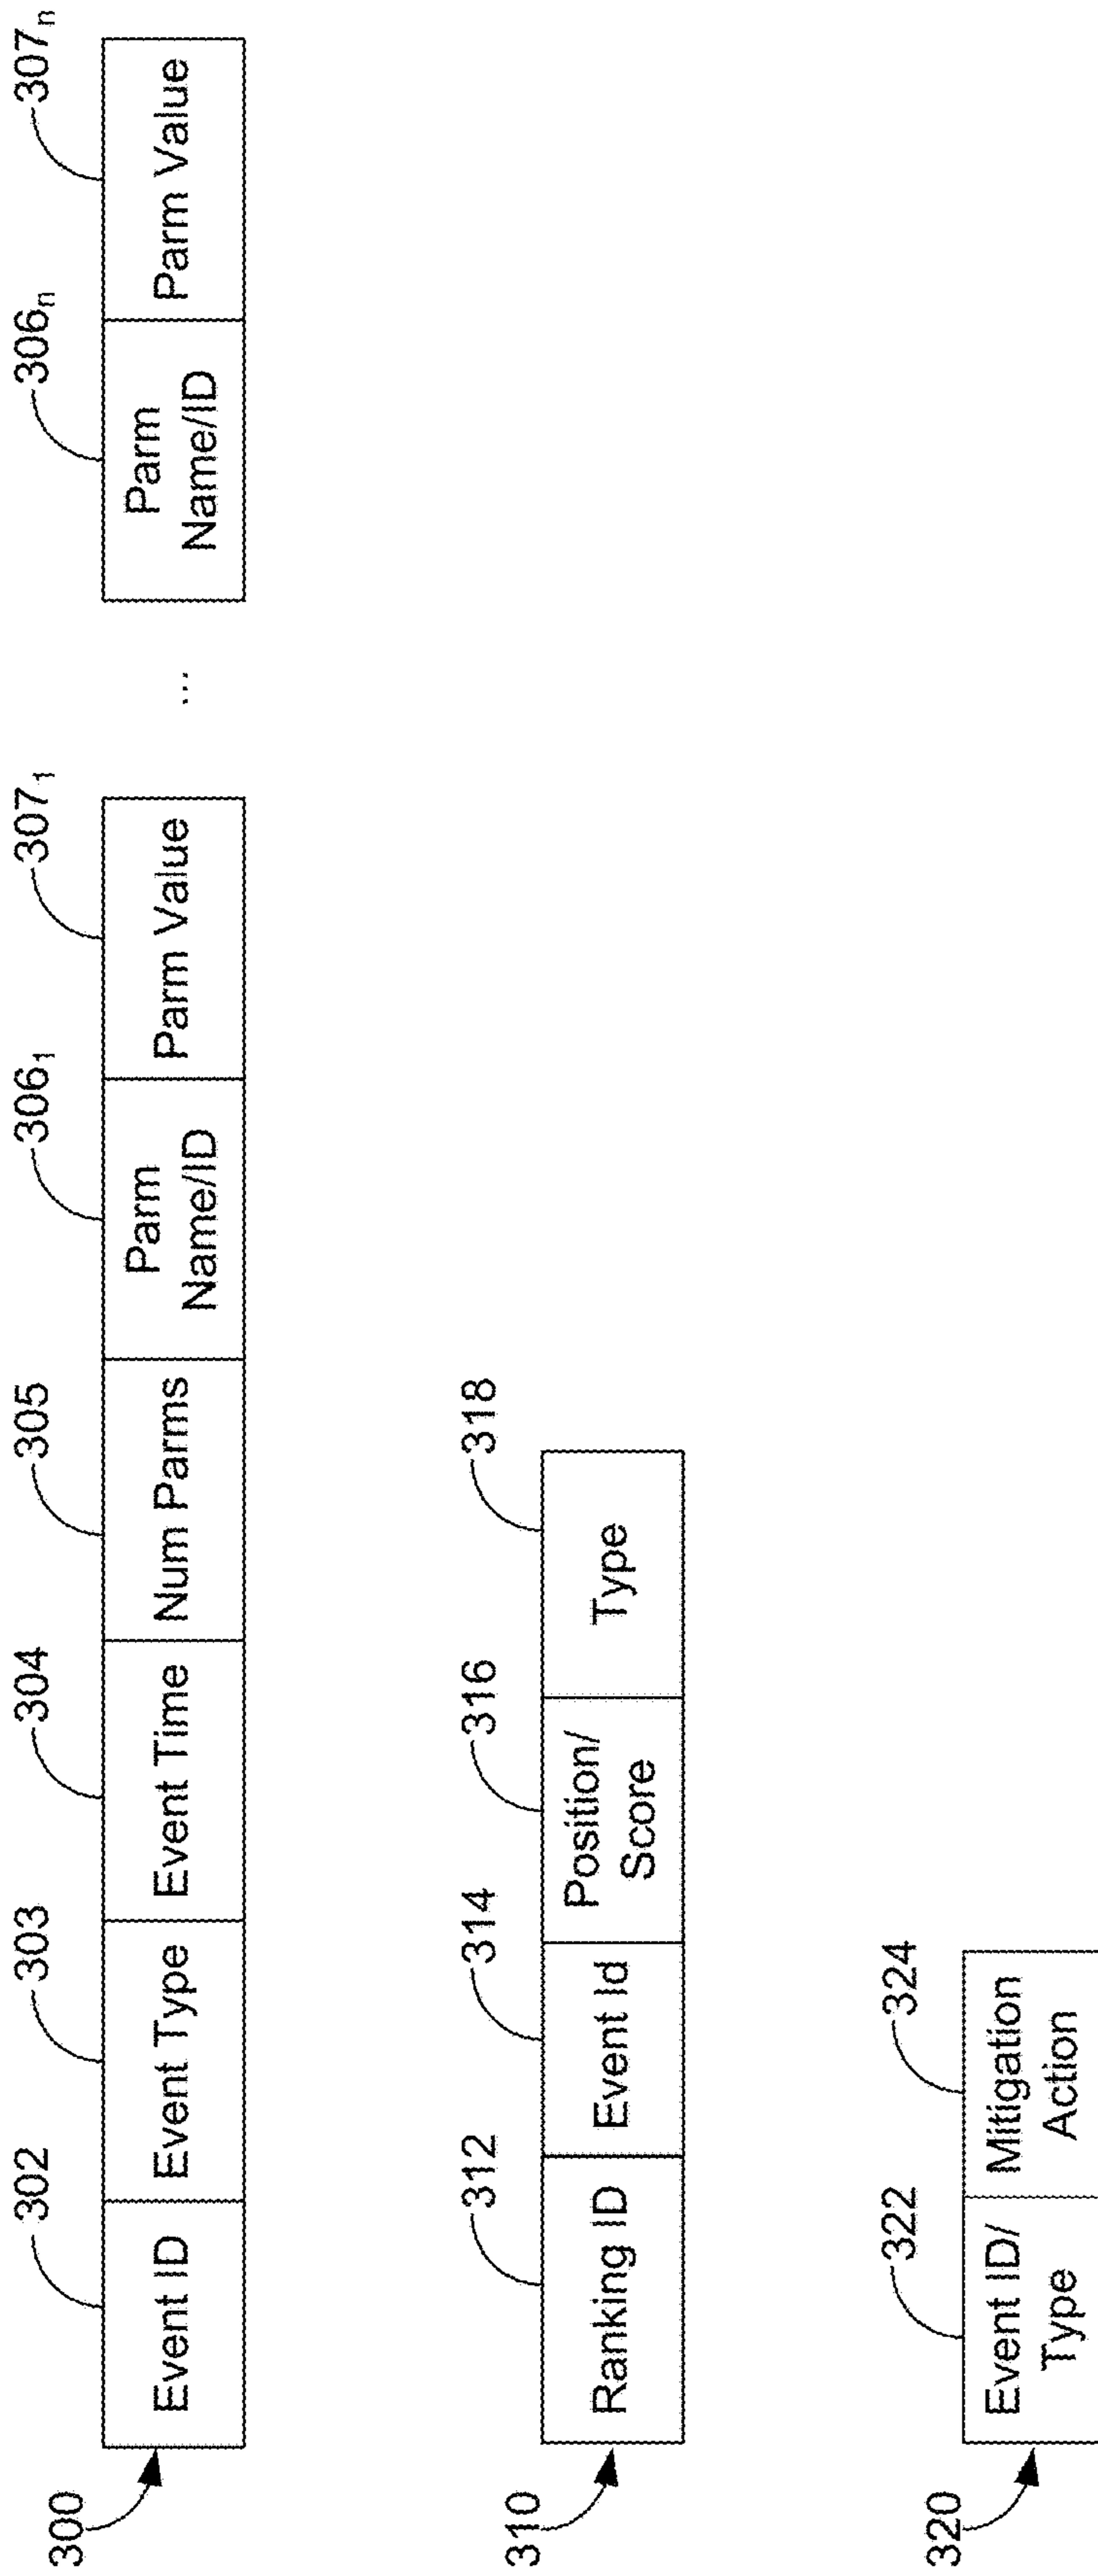 300
302
303
304
305
306₁
307₁
306ₙ
307ₙ
Event ID
Event Type
Event Time
Num Parms
Parm
Name/ID
Parm Value
...
Parm
Name/ID
Parm Value
310
312
314
316
318
Ranking ID
Event Id
Position/
Score
Type
320
322
324
Event ID/
Type
Mitigation
Action